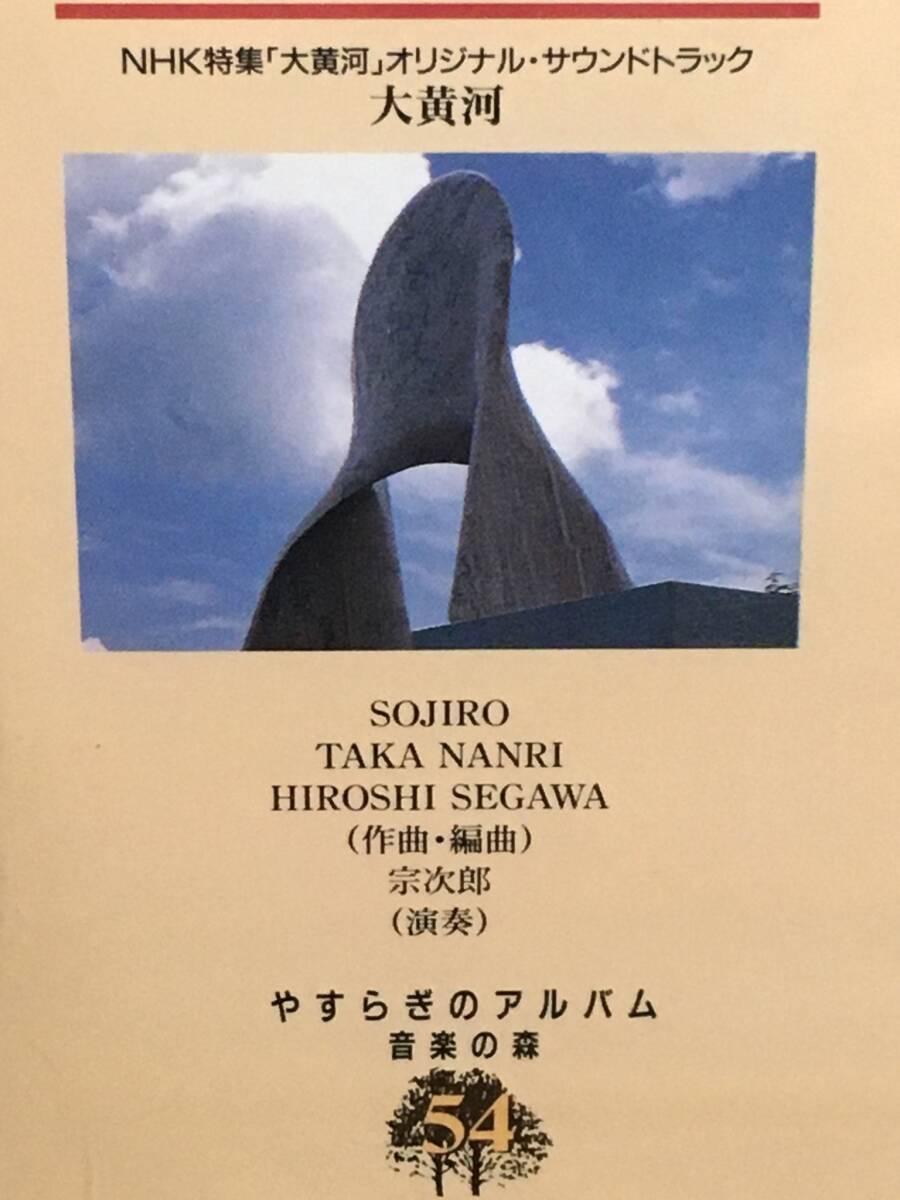 NHK特集「大黄河」オリジナル・サウンドトラック
大黄河
SOJIRO
TAKA NANRI
HIROSHI SEGAWA
(作曲・編曲)
宗次郎
(演奏)
やすらぎのアルバム
音楽の森
54